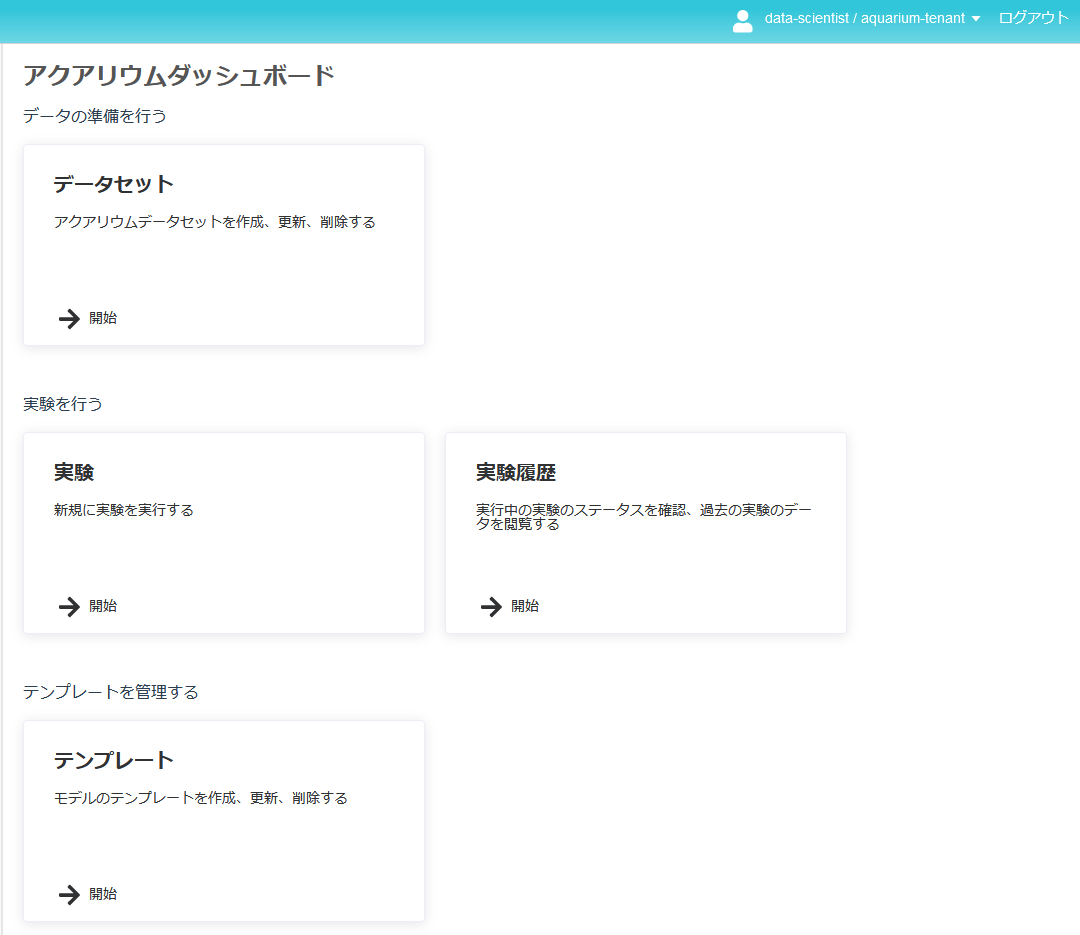 data-scientist / aquarium-tenant ログアウト
アクアリウムダッシュボード
データの準備を行う
データセット
アクアリウムデータセットを作成、更新、削除する
開始
実験を行う
実験
新規に実験を実行する
開始
実験履歴
実行中の実験のステータスを確認、過去の実験のデー
タを閲覧する
開始
テンプレートを管理する
テンプレート
モデルのテンプレートを作成、更新、削除する
開始